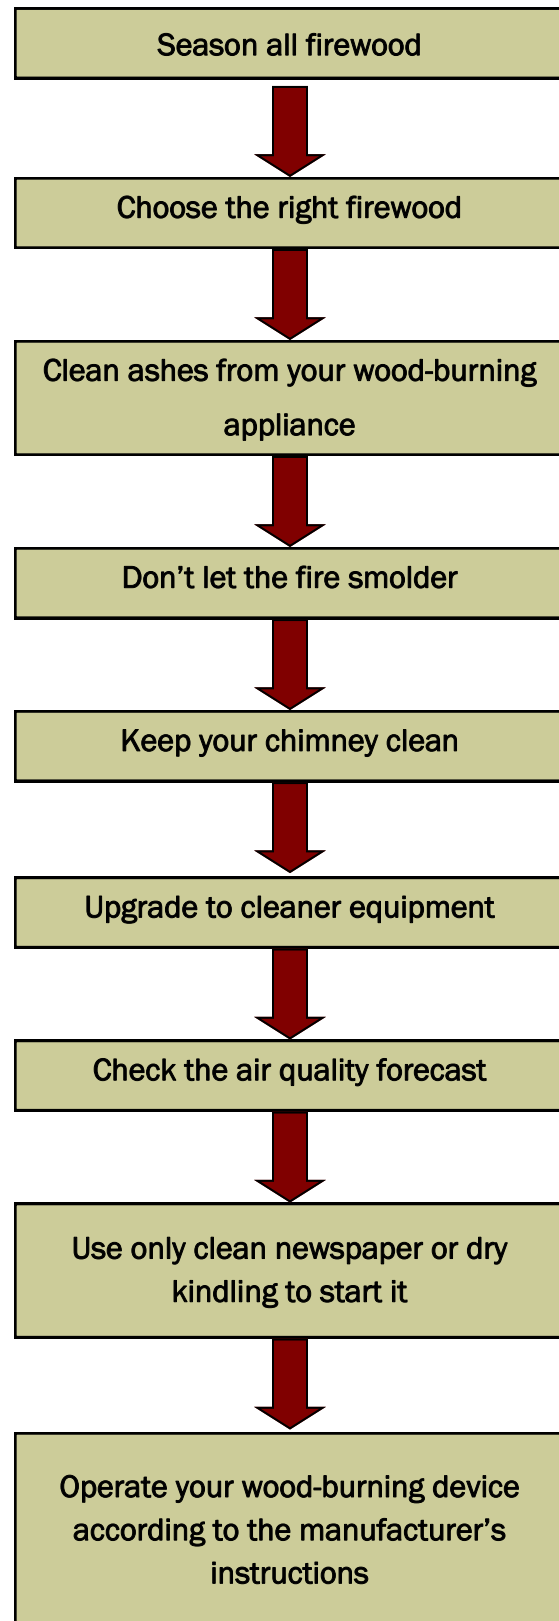 Season all firewood
Choose the right firewood
Clean ashes from your wood-burning
appliance
Don’t let the fire smolder
Keep your chimney clean
Upgrade to cleaner equipment
Check the air quality forecast
Use only clean newspaper or dry
kindling to start it
Operate your wood-burning device
according to the manufacturer’s
instructions